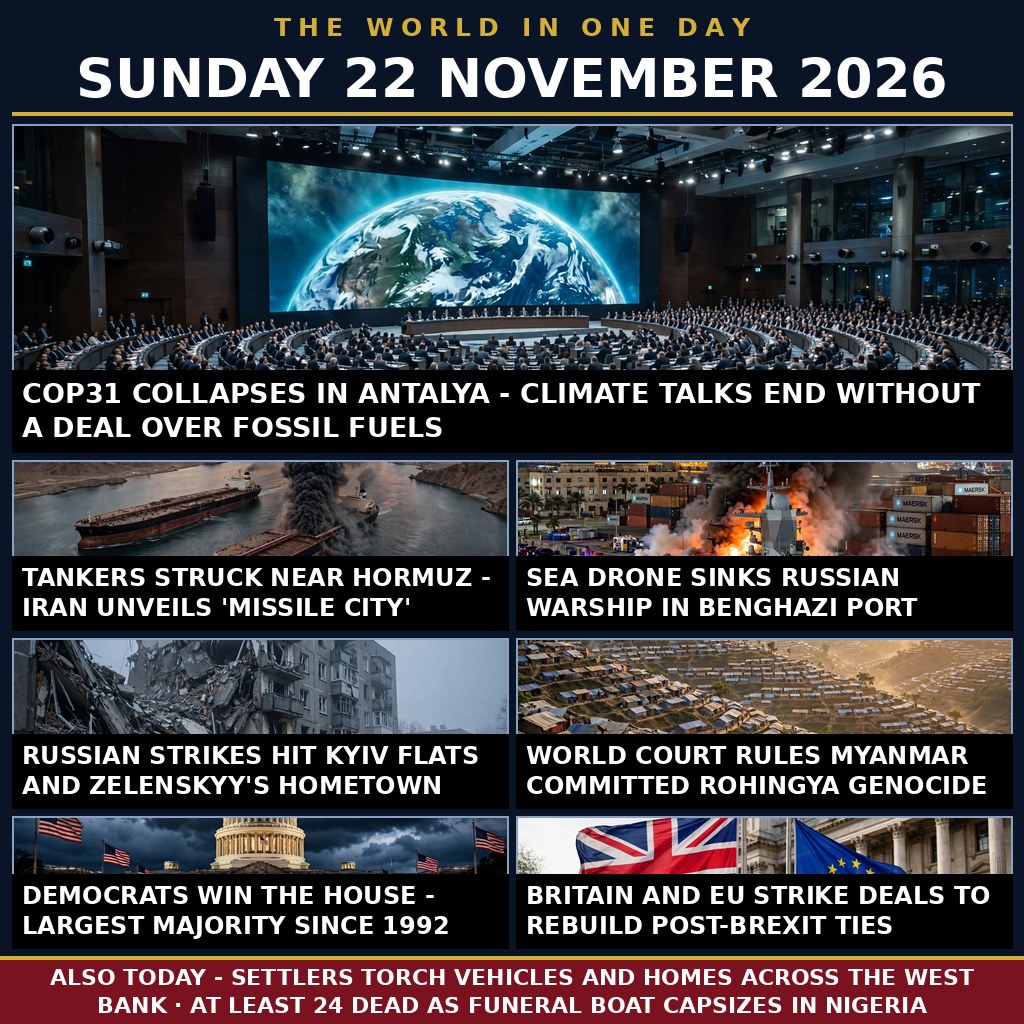 THE WORLD IN ONE DAY
SUNDAY 22 NOVEMBER 2026
COP31 COLLAPSES IN ANTALYA - CLIMATE TALKS END WITHOUT
A DEAL OVER FOSSIL FUELS
TANKERS STRUCK NEAR HORMUZ -
IRAN UNVEILS 'MISSILE CITY'
MAERSK
MAERSK
MAERSK
SEA DRONE SINKS RUSSIAN
WARSHIP IN BENGHAZI PORT
RUSSIAN STRIKES HIT KYIV FLATS
AND ZELENSKYY'S HOMETOWN
WORLD COURT RULES MYANMAR
COMMITTED ROHINGYA GENOCIDE
DEMOCRATS WIN THE HOUSE -
LARGEST MAJORITY SINCE 1992
BRITAIN AND EU STRIKE DEALS TO
REBUILD POST-BREXIT TIES
ALSO TODAY - SETTLERS TORCH VEHICLES AND HOMES ACROSS THE WEST
BANK · AT LEAST 24 DEAD AS FUNERAL BOAT CAPSIZES IN NIGERIA